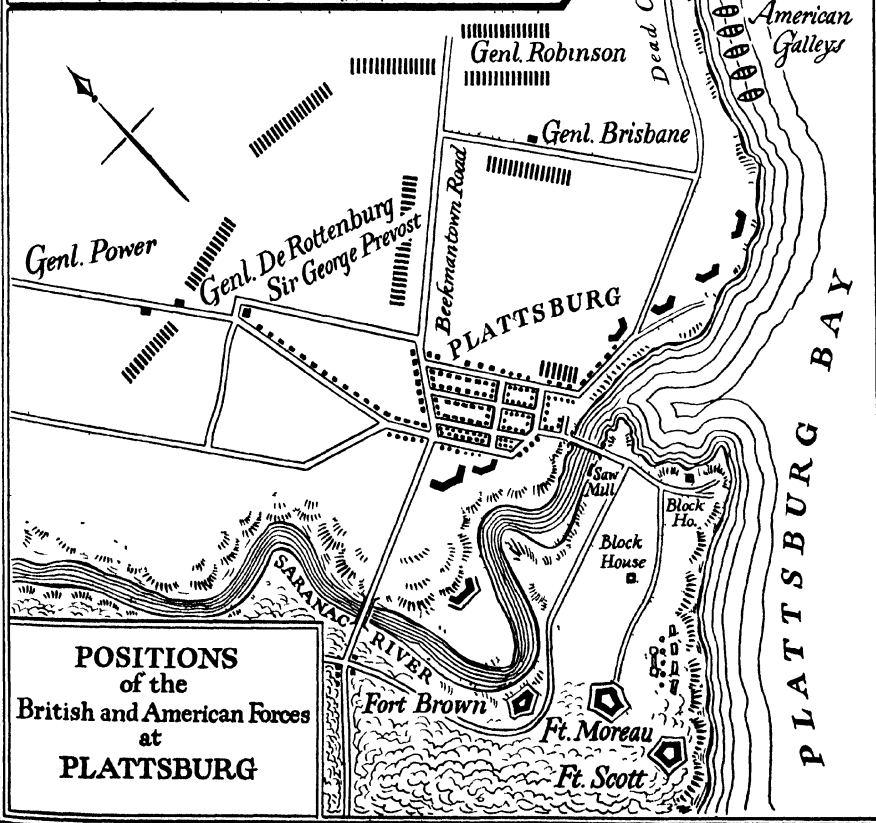 American
Galleys
Dead
Genl. Robinson
Genl. Brisbane
Beekmantown Road
Genl. De Rottenburg
Sir George Prevost
Genl. Power
PLATTSBURG
PLATTSBURG BAY
Saw
Mill
Block
Ho.
Block
House
SARANAC RIVER
Fort Brown
Ft. Moreau
Ft. Scott
POSITIONS
of the
British and American Forces
at
PLATTSBURG